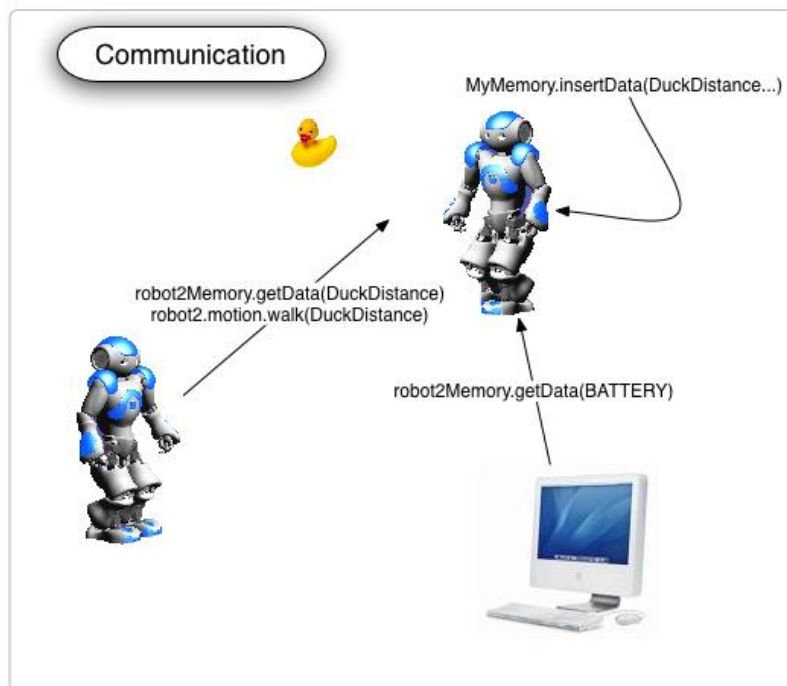 Communication
MyMemory.insertData(DuckDistance...)
robot2Memory.getData(DuckDistance)
robot2.motion.walk(DuckDistance)
robot2Memory.getData(BATTERY)